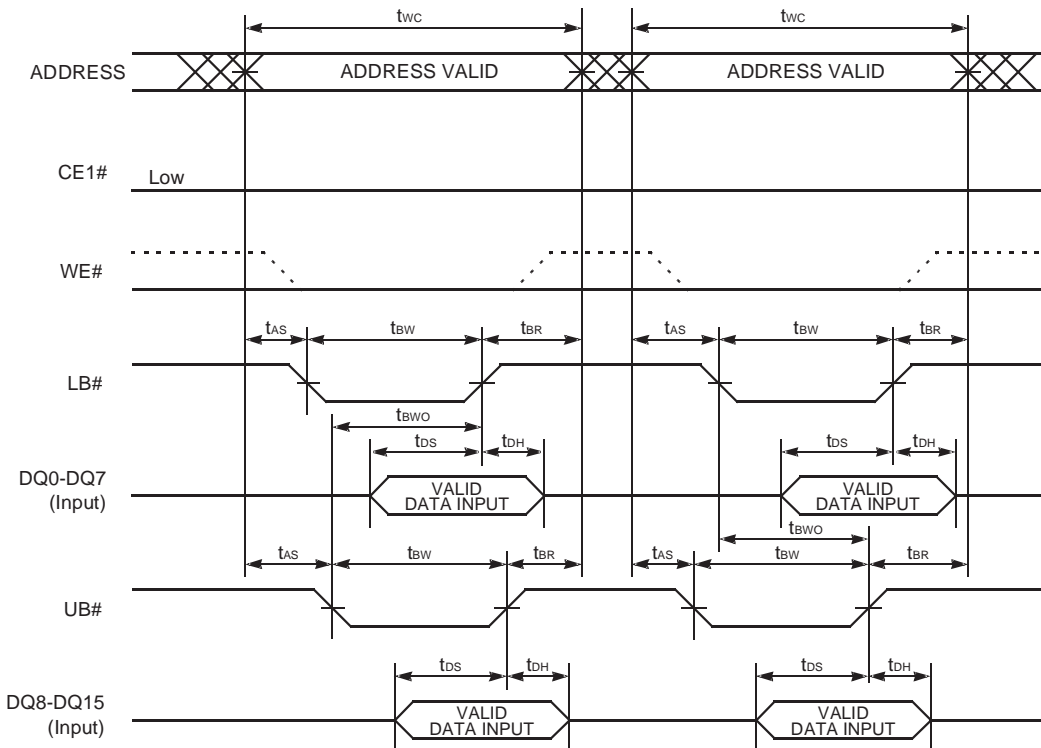 tWC tWC
ADDRESS ADDRESS VALID ADDRESS VALID
CE1# Low
WE#
tAS tBW tBR tAS tBW tBR
LB#
tBWO
tDS tDH tDS tDH
DQ0-DQ7
(Input)
VALID
DATA INPUT
VALID
DATA INPUT
tBWO
tAS tBW tBR tAS tBW tBR
UB#
tDS tDH tDS tDH
DQ8-DQ15
(Input)
VALID
DATA INPUT
VALID
DATA INPUT